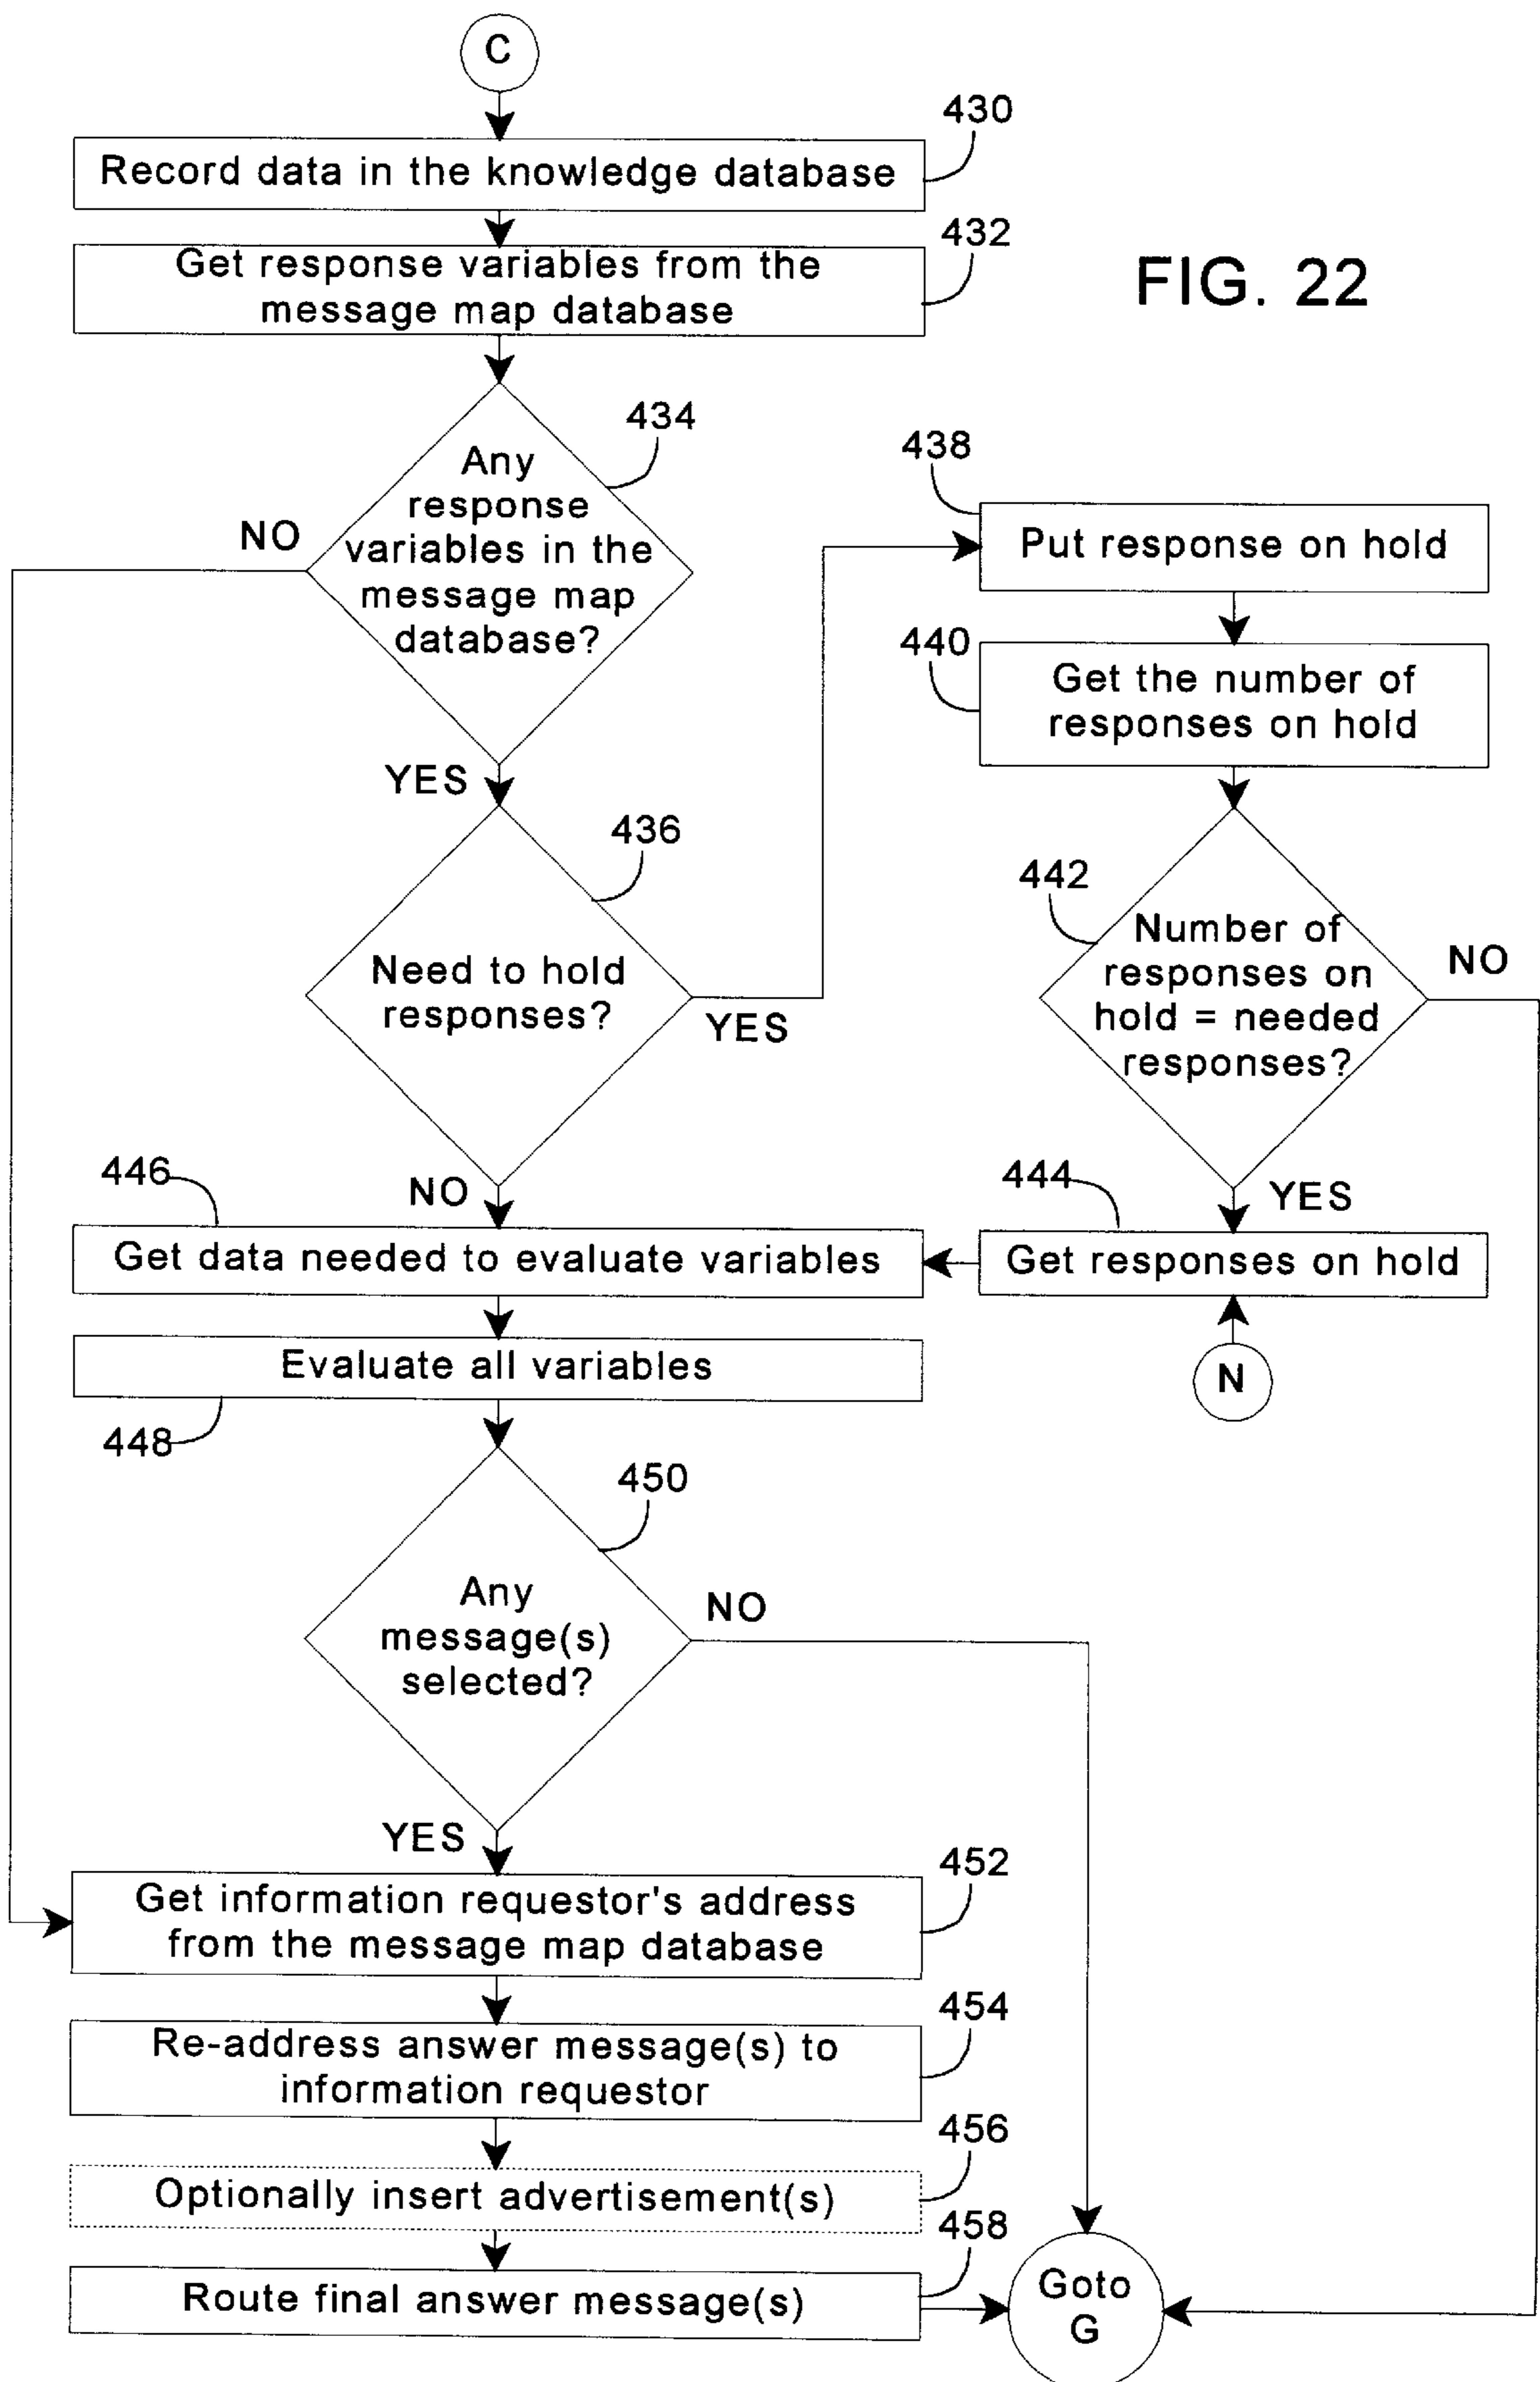 C
430
Record data in the knowledge database
432
Get response variables from the
message map database
FIG. 22
434
Any
response
variables in the
message map
database?
NO
YES
438
Put response on hold
440
Get the number of
responses on hold
436
Need to hold
responses?
YES
NO
442
Number of
responses on
hold = needed
responses?
NO
YES
444
Get responses on hold
N
446
Get data needed to evaluate variables
Evaluate all variables
448
450
Any
message(s)
selected?
NO
YES
452
Get information requestor's address
from the message map database
454
Re-address answer message(s) to
information requestor
456
Optionally insert advertisement(s)
458
Route final answer message(s)
Goto
G